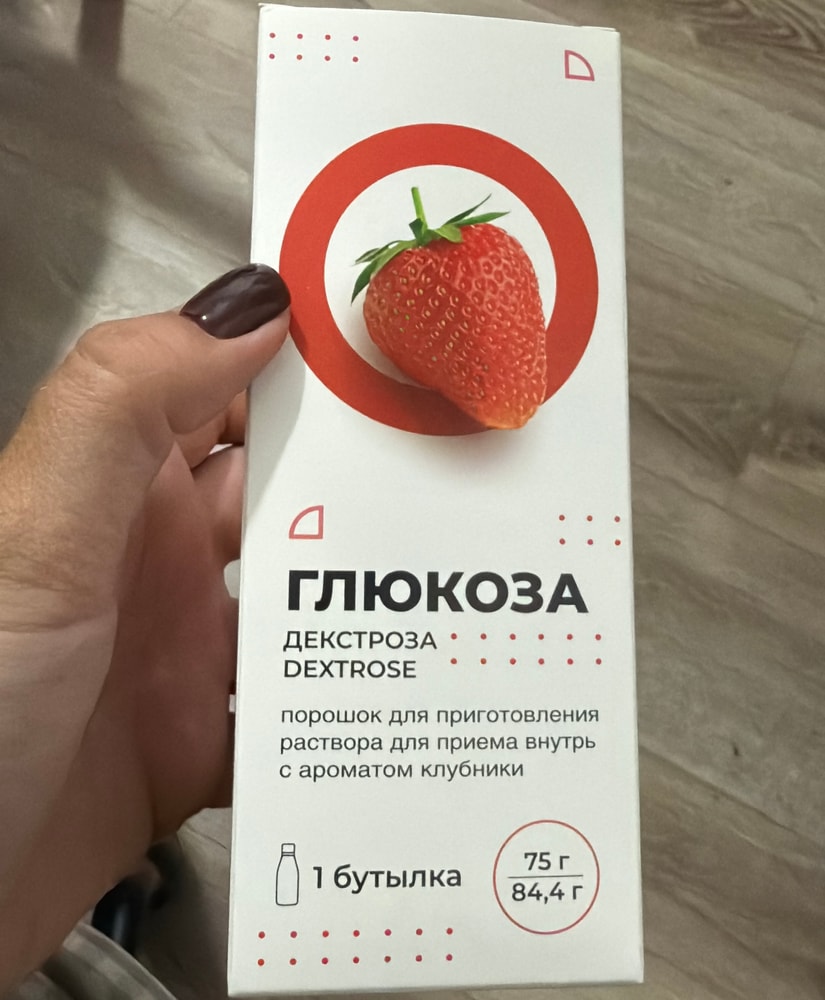 ГЛЮКОЗА
ДЕКСТРОЗА
DEXTROSE
порошок для приготовления
раствора для приема внутрь
с ароматом клубники
1 бутылка
75 г
84,4 г